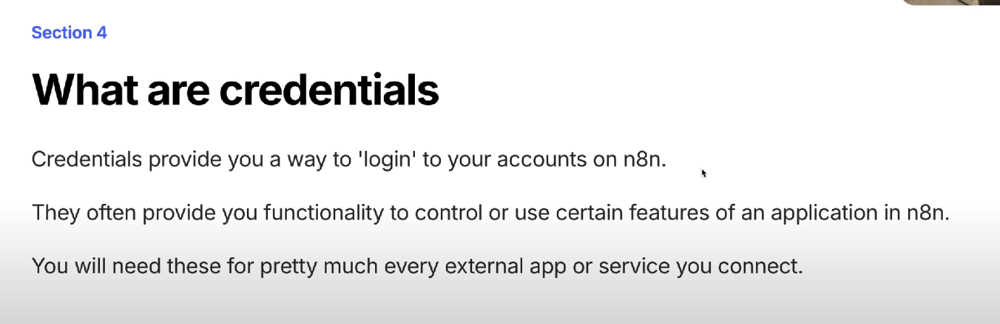 Section 4
What are credentials
Credentials provide you a way to 'login' to your accounts on n8n.
They often provide you functionality to control or use certain features of an application in n8n.
You will need these for pretty much every external app or service you connect.